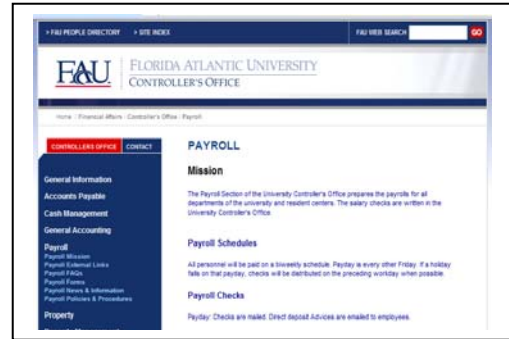 › FAU PEOPLE DIRECTORY › SITE INDEX FAU WEB SEARCH GO
FAU FLORIDA ATLANTIC UNIVERSITY
CONTROLLER'S OFFICE
Home / Financial Affairs / Controller's Office / Payroll
CONTROLLERS OFFICE CONTACT
General Information
Accounts Payable
Cash Management
General Accounting
Payroll
Payroll Mission
Payroll External Links
Payroll FAQs
Payroll Forms
Payroll News & Information
Payroll Policies & Procedures
Property
PAYROLL
Mission
The Payroll Section of the University Controller's Office prepares the payrolls for all
departments of the university and resident centers. The salary checks are written in the
University Controller's Office
Payroll Schedules
All personnel will be paid on a biweekly schedule. Payday is every other Friday. If a holiday
falls on that payday, checks will be distributed on the preceding workday when possible.
Payroll Checks
Payday: Checks are mailed. Direct deposit Advices are emailed to employees.